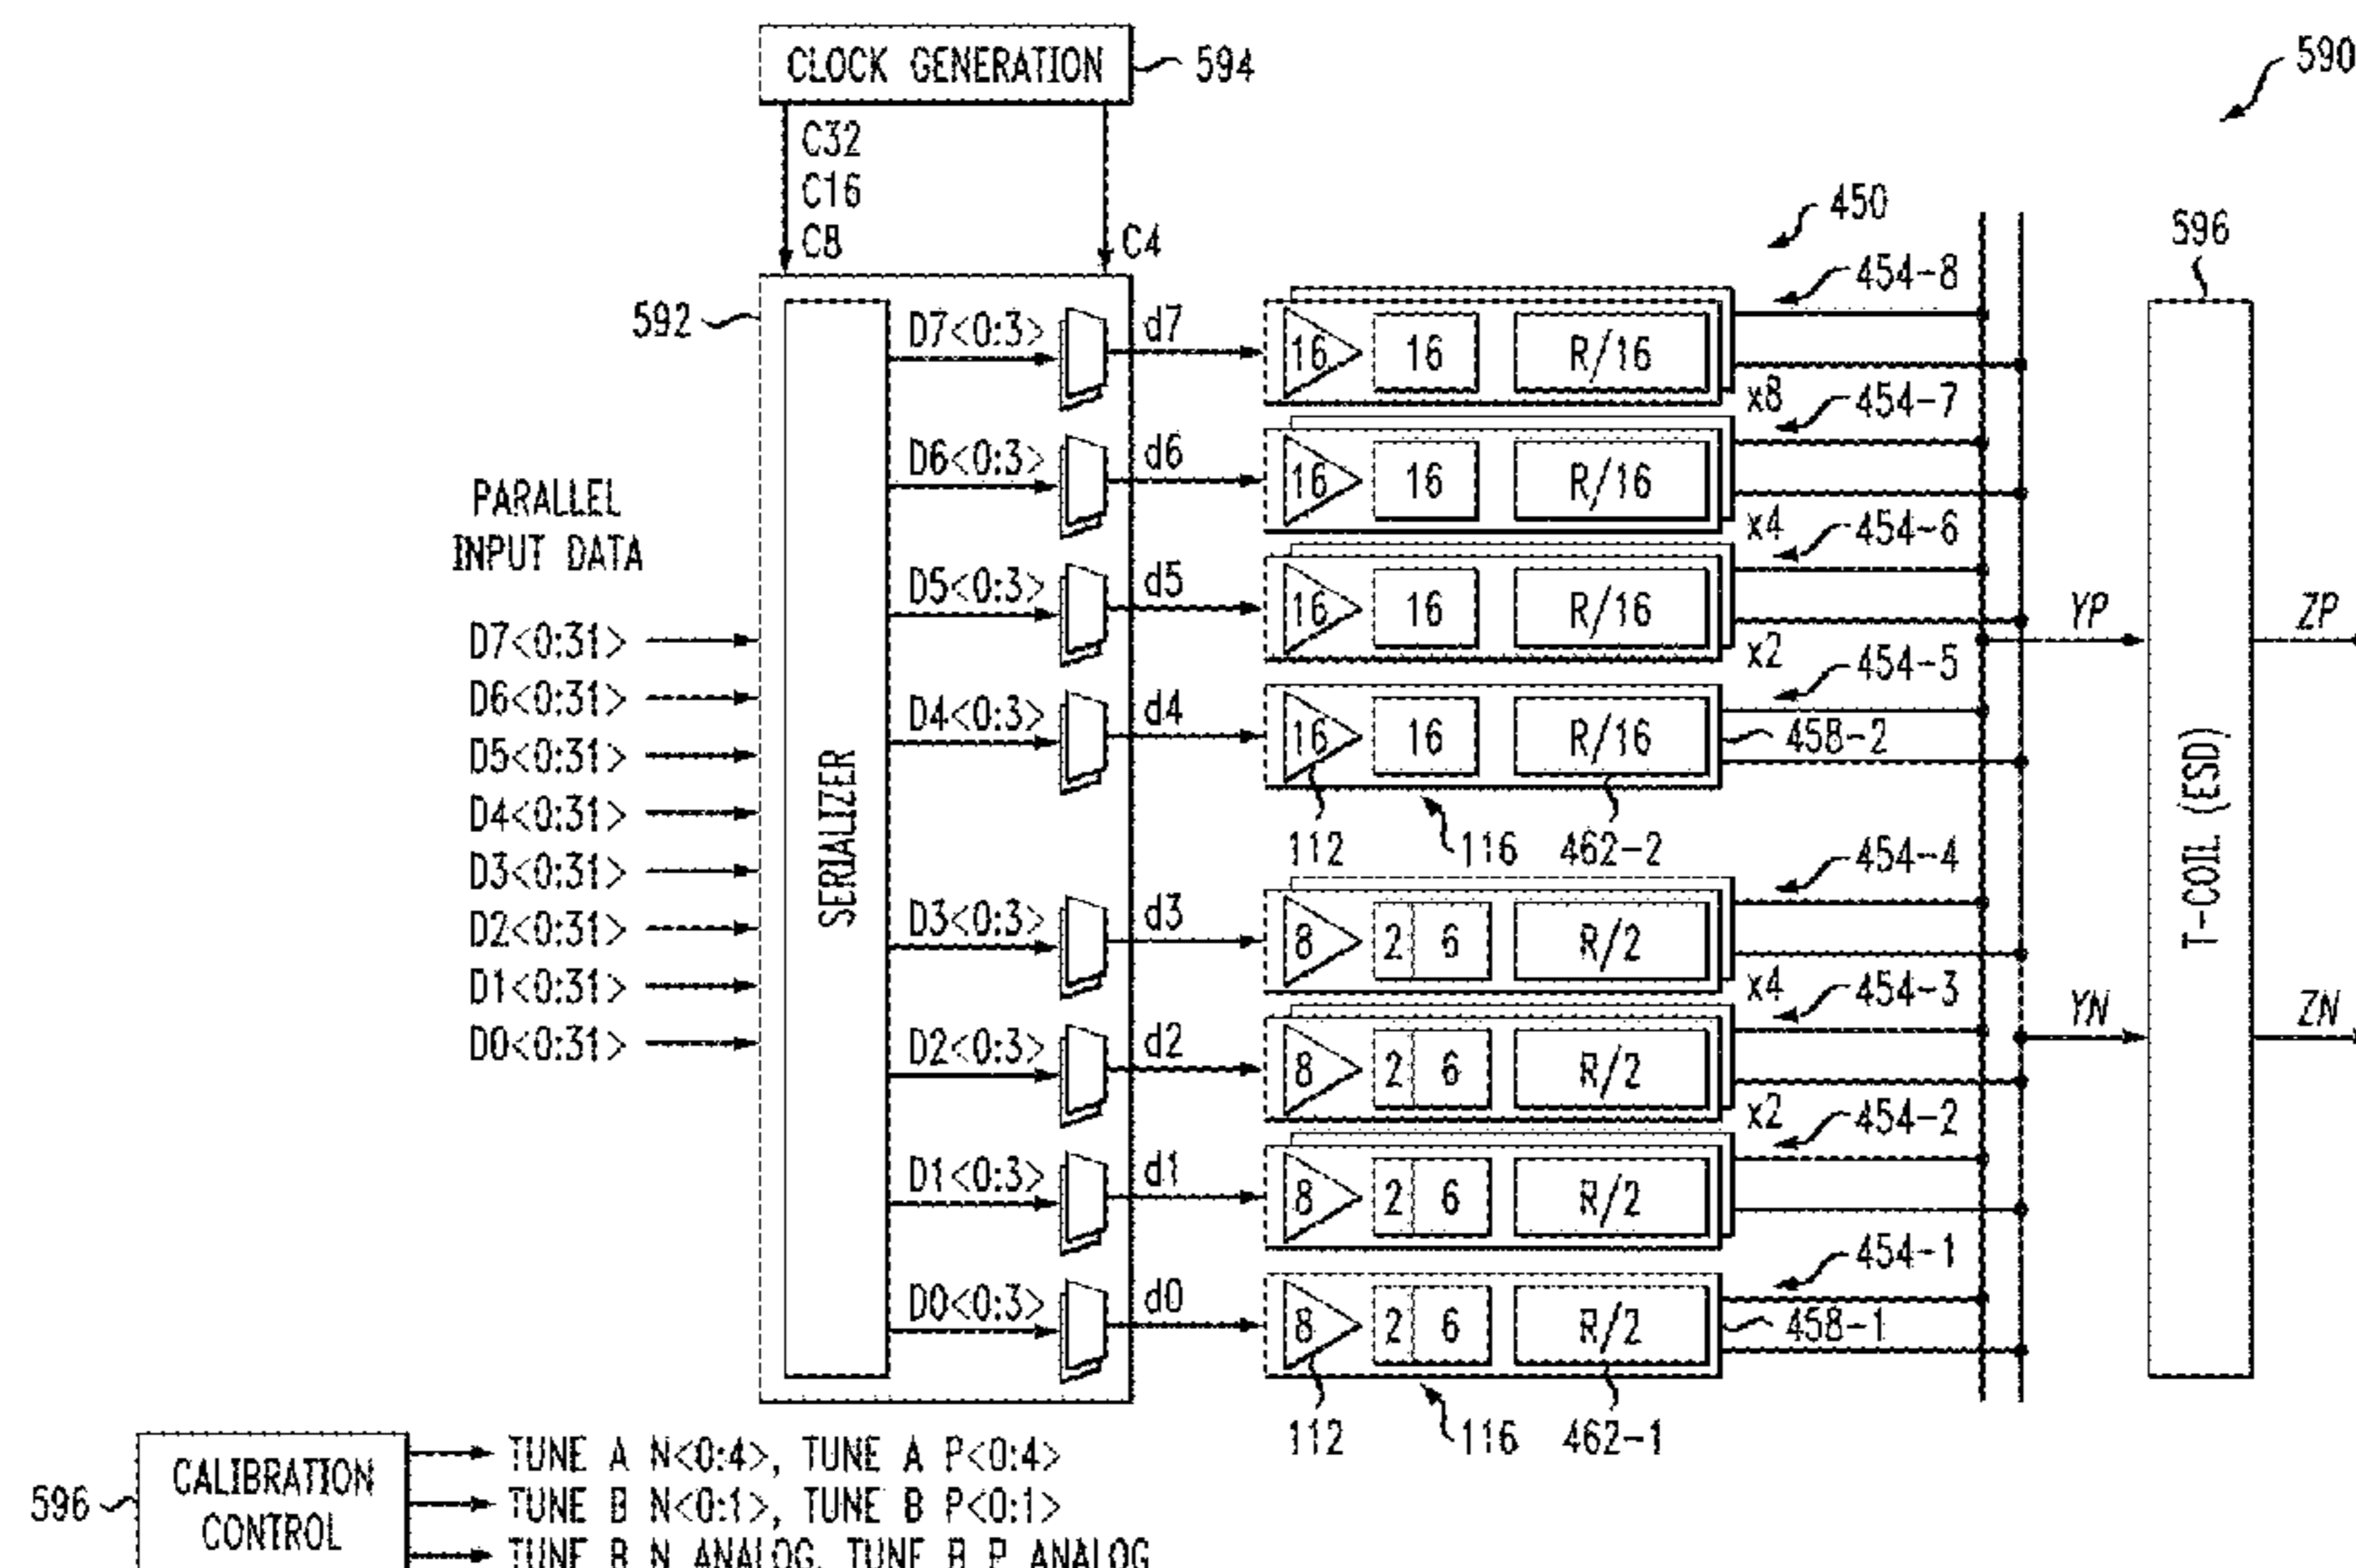 CLOCK GENERATION
594
590
C32
C16
C8
C4
450
596
454-8
592
D7<0:3>
d7
16
16
R/16
x8
454-7
D6<0:3>
d6
16
16
R/16
x4
454-6
PARALLEL
INPUT DATA
D5<0:3>
d5
16
16
R/16
x2
454-5
YP
ZP
D7<0:31>
D6<0:31>
D5<0:31>
D4<0:31>
D3<0:31>
D2<0:31>
D1<0:31>
D0<0:31>
SERIALIZER
D4<0:3>
d4
16
16
R/16
458-2
T-COIL (ESD)
112
116
462-2
454-4
D3<0:3>
d3
8
2
6
R/2
x4
454-3
YN
ZN
D2<0:3>
d2
8
2
6
R/2
x2
454-2
D1<0:3>
d1
8
2
6
R/2
454-1
D0<0:3>
d0
8
2
6
R/2
458-1
112
116
462-1
596
CALIBRATION
CONTROL
TUNE A N<0:4>, TUNE A P<0:4>
TUNE B N<0:1>, TUNE B P<0:1>
TUNE B N ANALOG, TUNE B P ANALOG